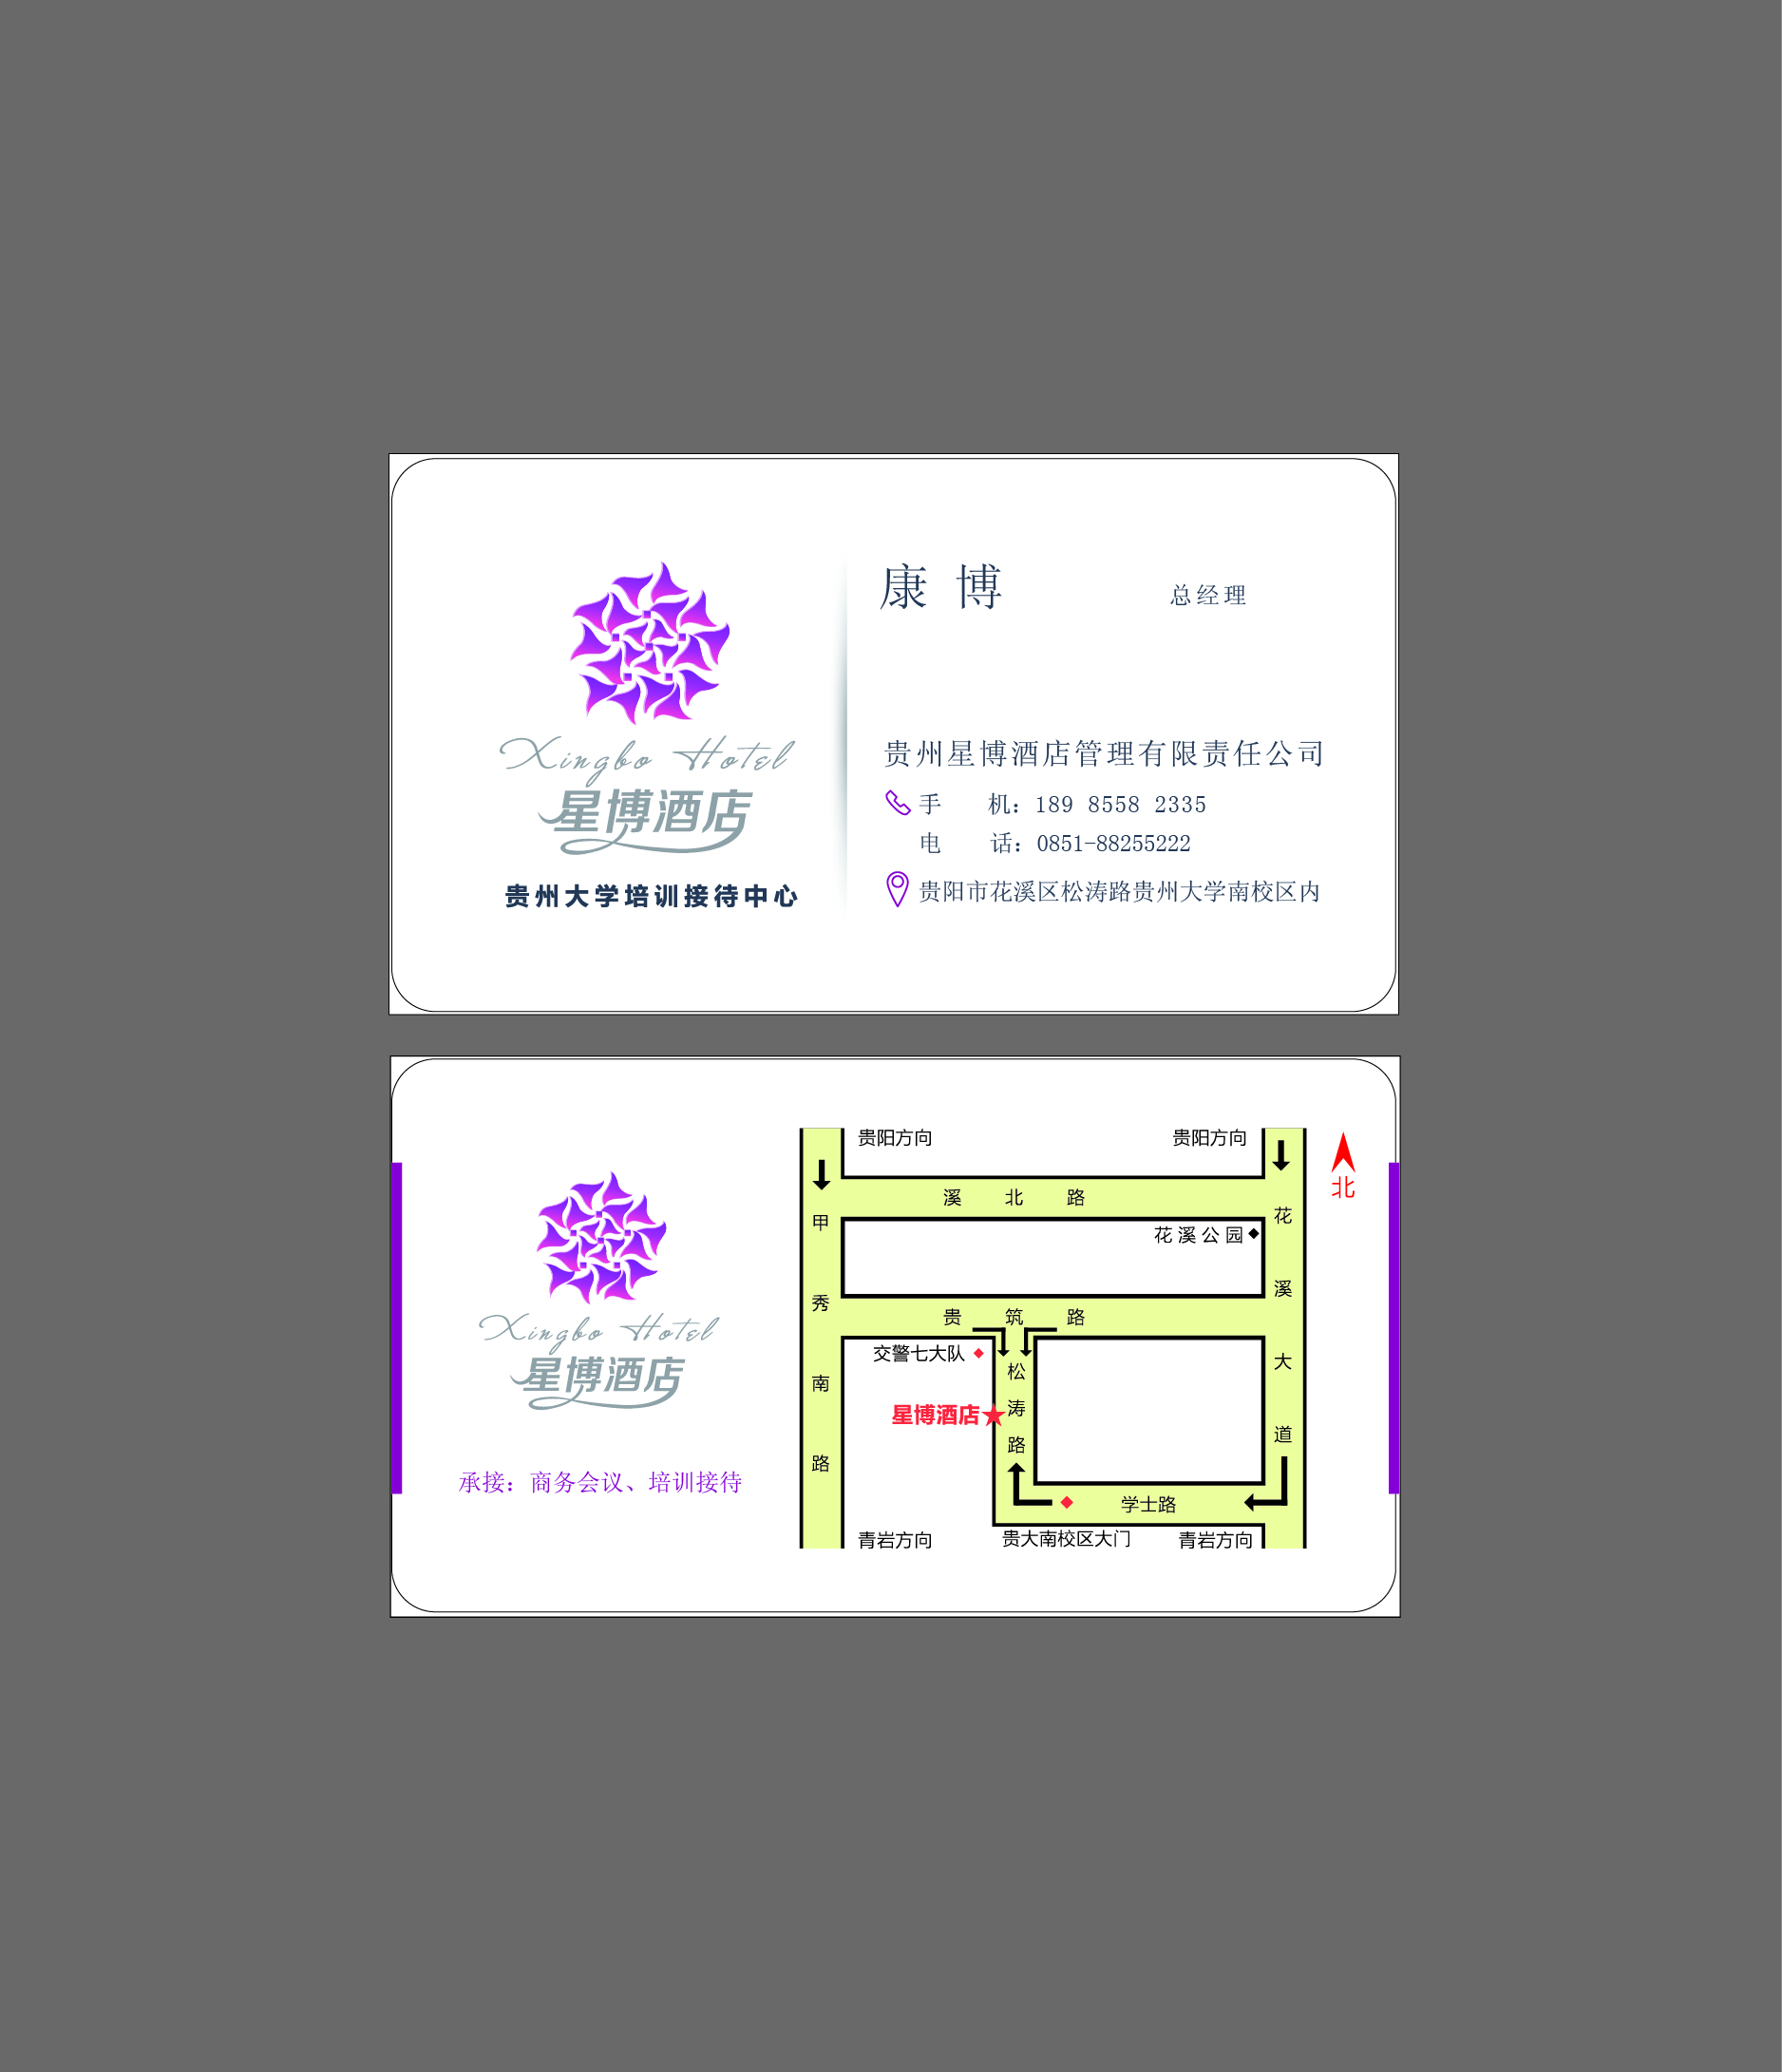 康 博
总经理
Xingbo Hotel
星博酒店
贵州大学培训接待中心
贵州星博酒店管理有限责任公司
手 机：189 8558 2335
电 话：0851-88255222
贵阳市花溪区松涛路贵州大学南校区内
Xingbo Hotel
星博酒店
承接：商务会议、培训接待
贵阳方向
贵阳方向
北
溪北路
甲秀南路
花溪大道
花溪公园
贵筑路
交警七大队
松涛路
星博酒店
学士路
青岩方向
贵大南校区大门
青岩方向